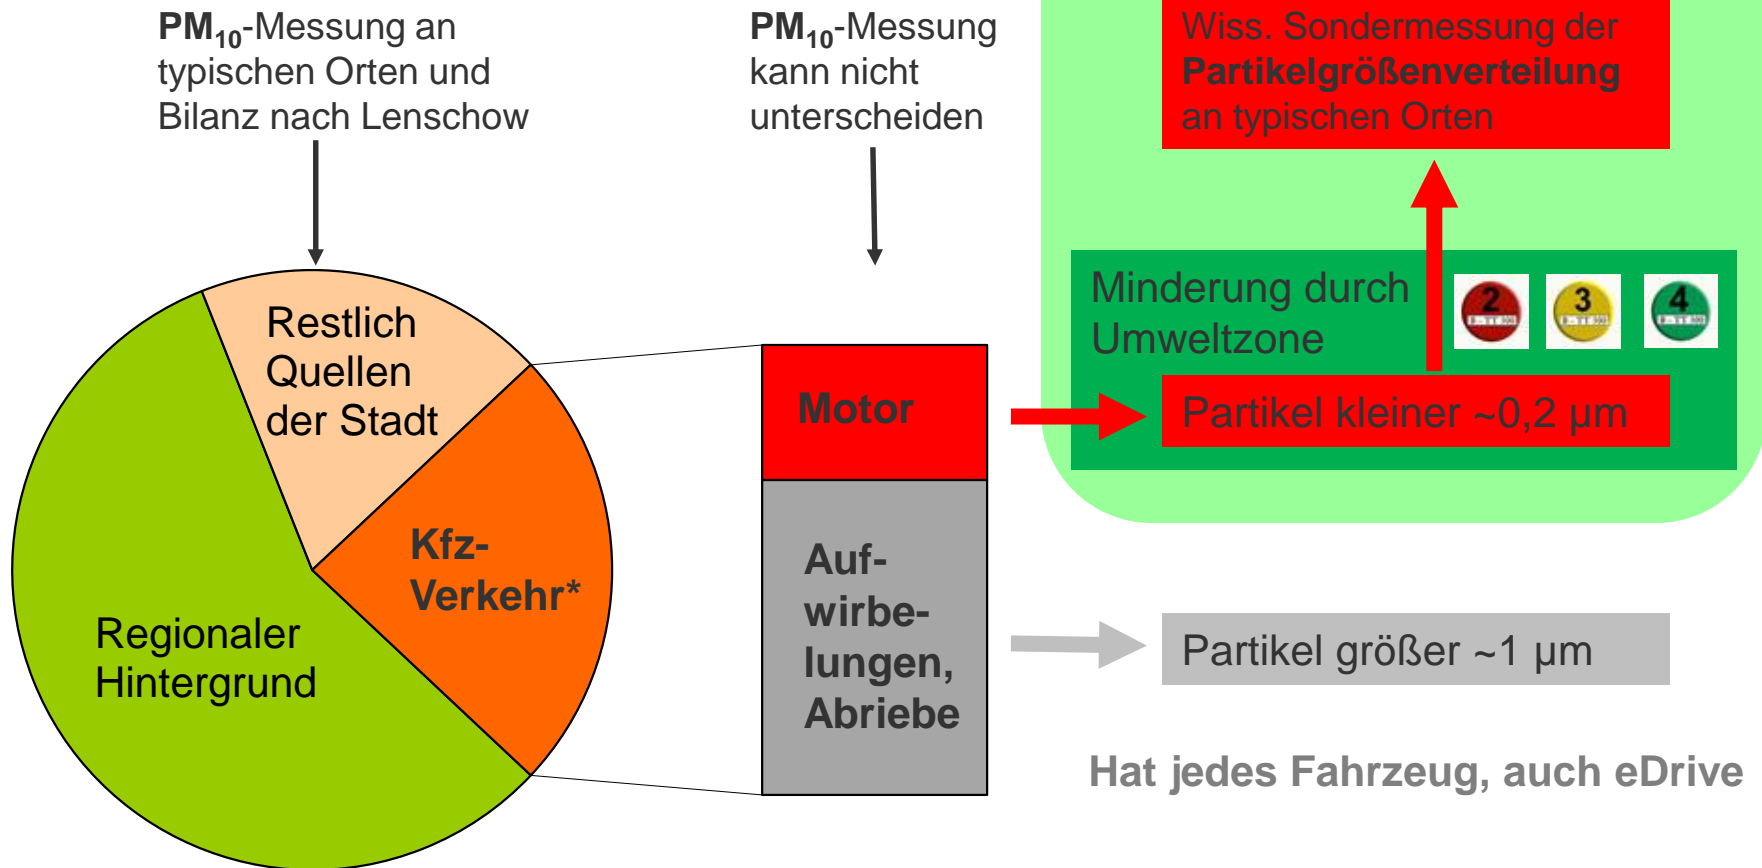 PM₁₀-Messung an
typischen Orten und
Bilanz nach Lenschow
PM₁₀-Messung
kann nicht
unterscheiden
Wiss. Sondermessung der
Partikelgrößenverteilung
an typischen Orten
Minderung durch
Umweltzone
2
3
4
Restlich
Quellen
der Stadt
Motor
Partikel kleiner ~0,2 µm
Kfz-
Verkehr*
Auf-
wirbe-
lungen,
Abriebe
Regionaler
Hintergrund
Partikel größer ~1 µm
Hat jedes Fahrzeug, auch eDrive